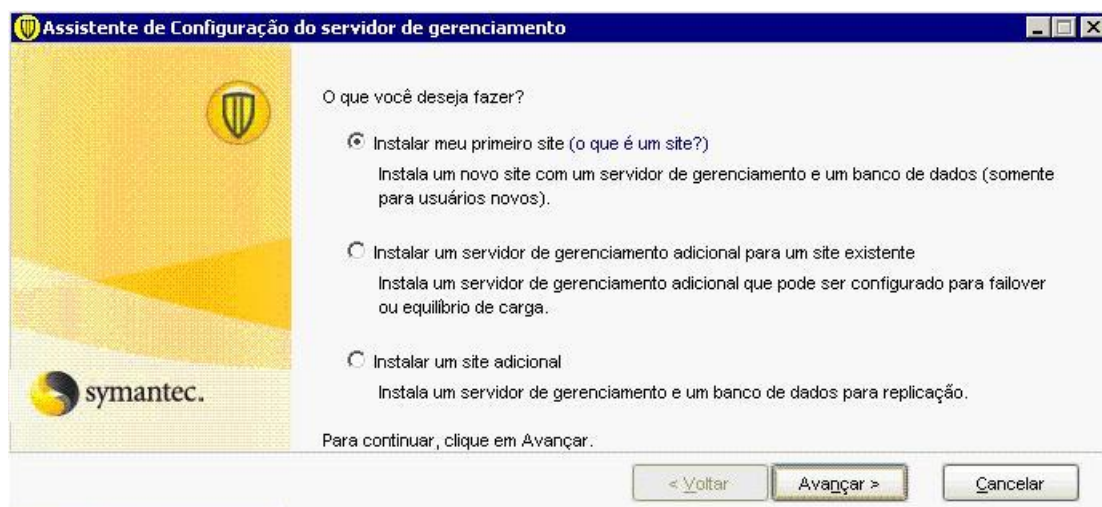 Assistente de Configuração do servidor de gerenciamento
O que você deseja fazer?
Instalar meu primeiro site (o que é um site?)
Instala um novo site com um servidor de gerenciamento e um banco de dados (somente
para usuários novos).
Instalar um servidor de gerenciamento adicional para um site existente
Instala um servidor de gerenciamento adicional que pode ser configurado para failover
ou equilíbrio de carga.
Instalar um site adicional
Instala um servidor de gerenciamento e um banco de dados para replicação.
symantec.
Para continuar, clique em Avançar.
< Voltar Avançar > Cancelar